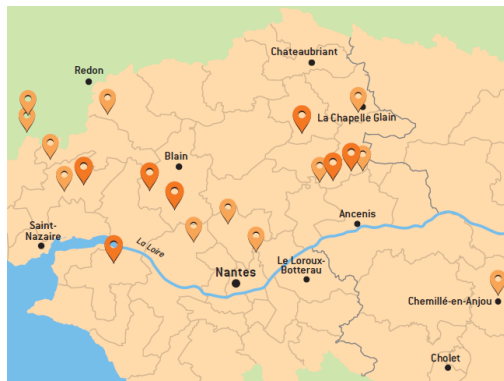 Chateaubriant
Redon
La Chapelle Glain
Blain
Ancenis
Saint-
Nazaire
La Loire
Nantes
Le Loroux-
Botterau
Chemillé-en-Anjou
Cholet